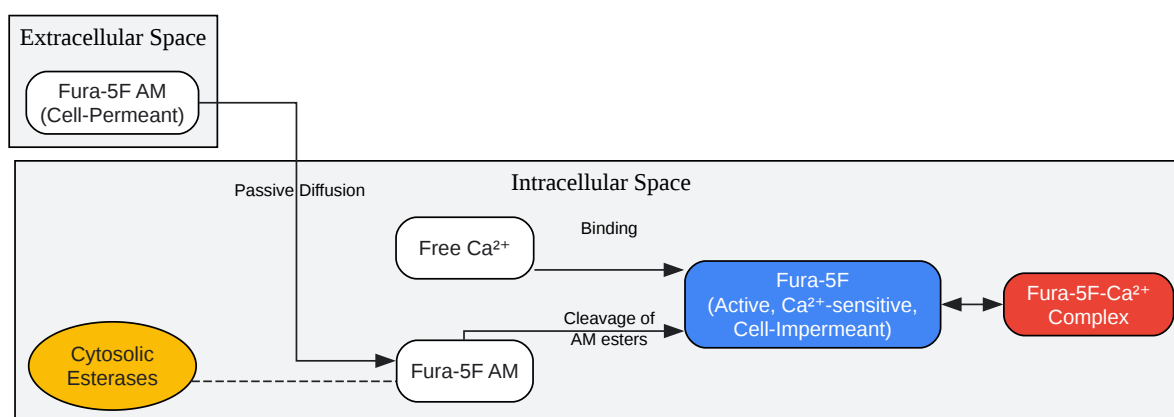 Extracellular Space
Fura-5F AM
(Cell-Permeant)
Passive Diffusion
Intracellular Space
Free Ca²⁺
Binding
Fura-5F
(Active, Ca²⁺-sensitive,
Cell-Impermeant)
Fura-5F-Ca²⁺
Complex
Cleavage of
AM esters
Cytosolic
Esterases
Fura-5F AM